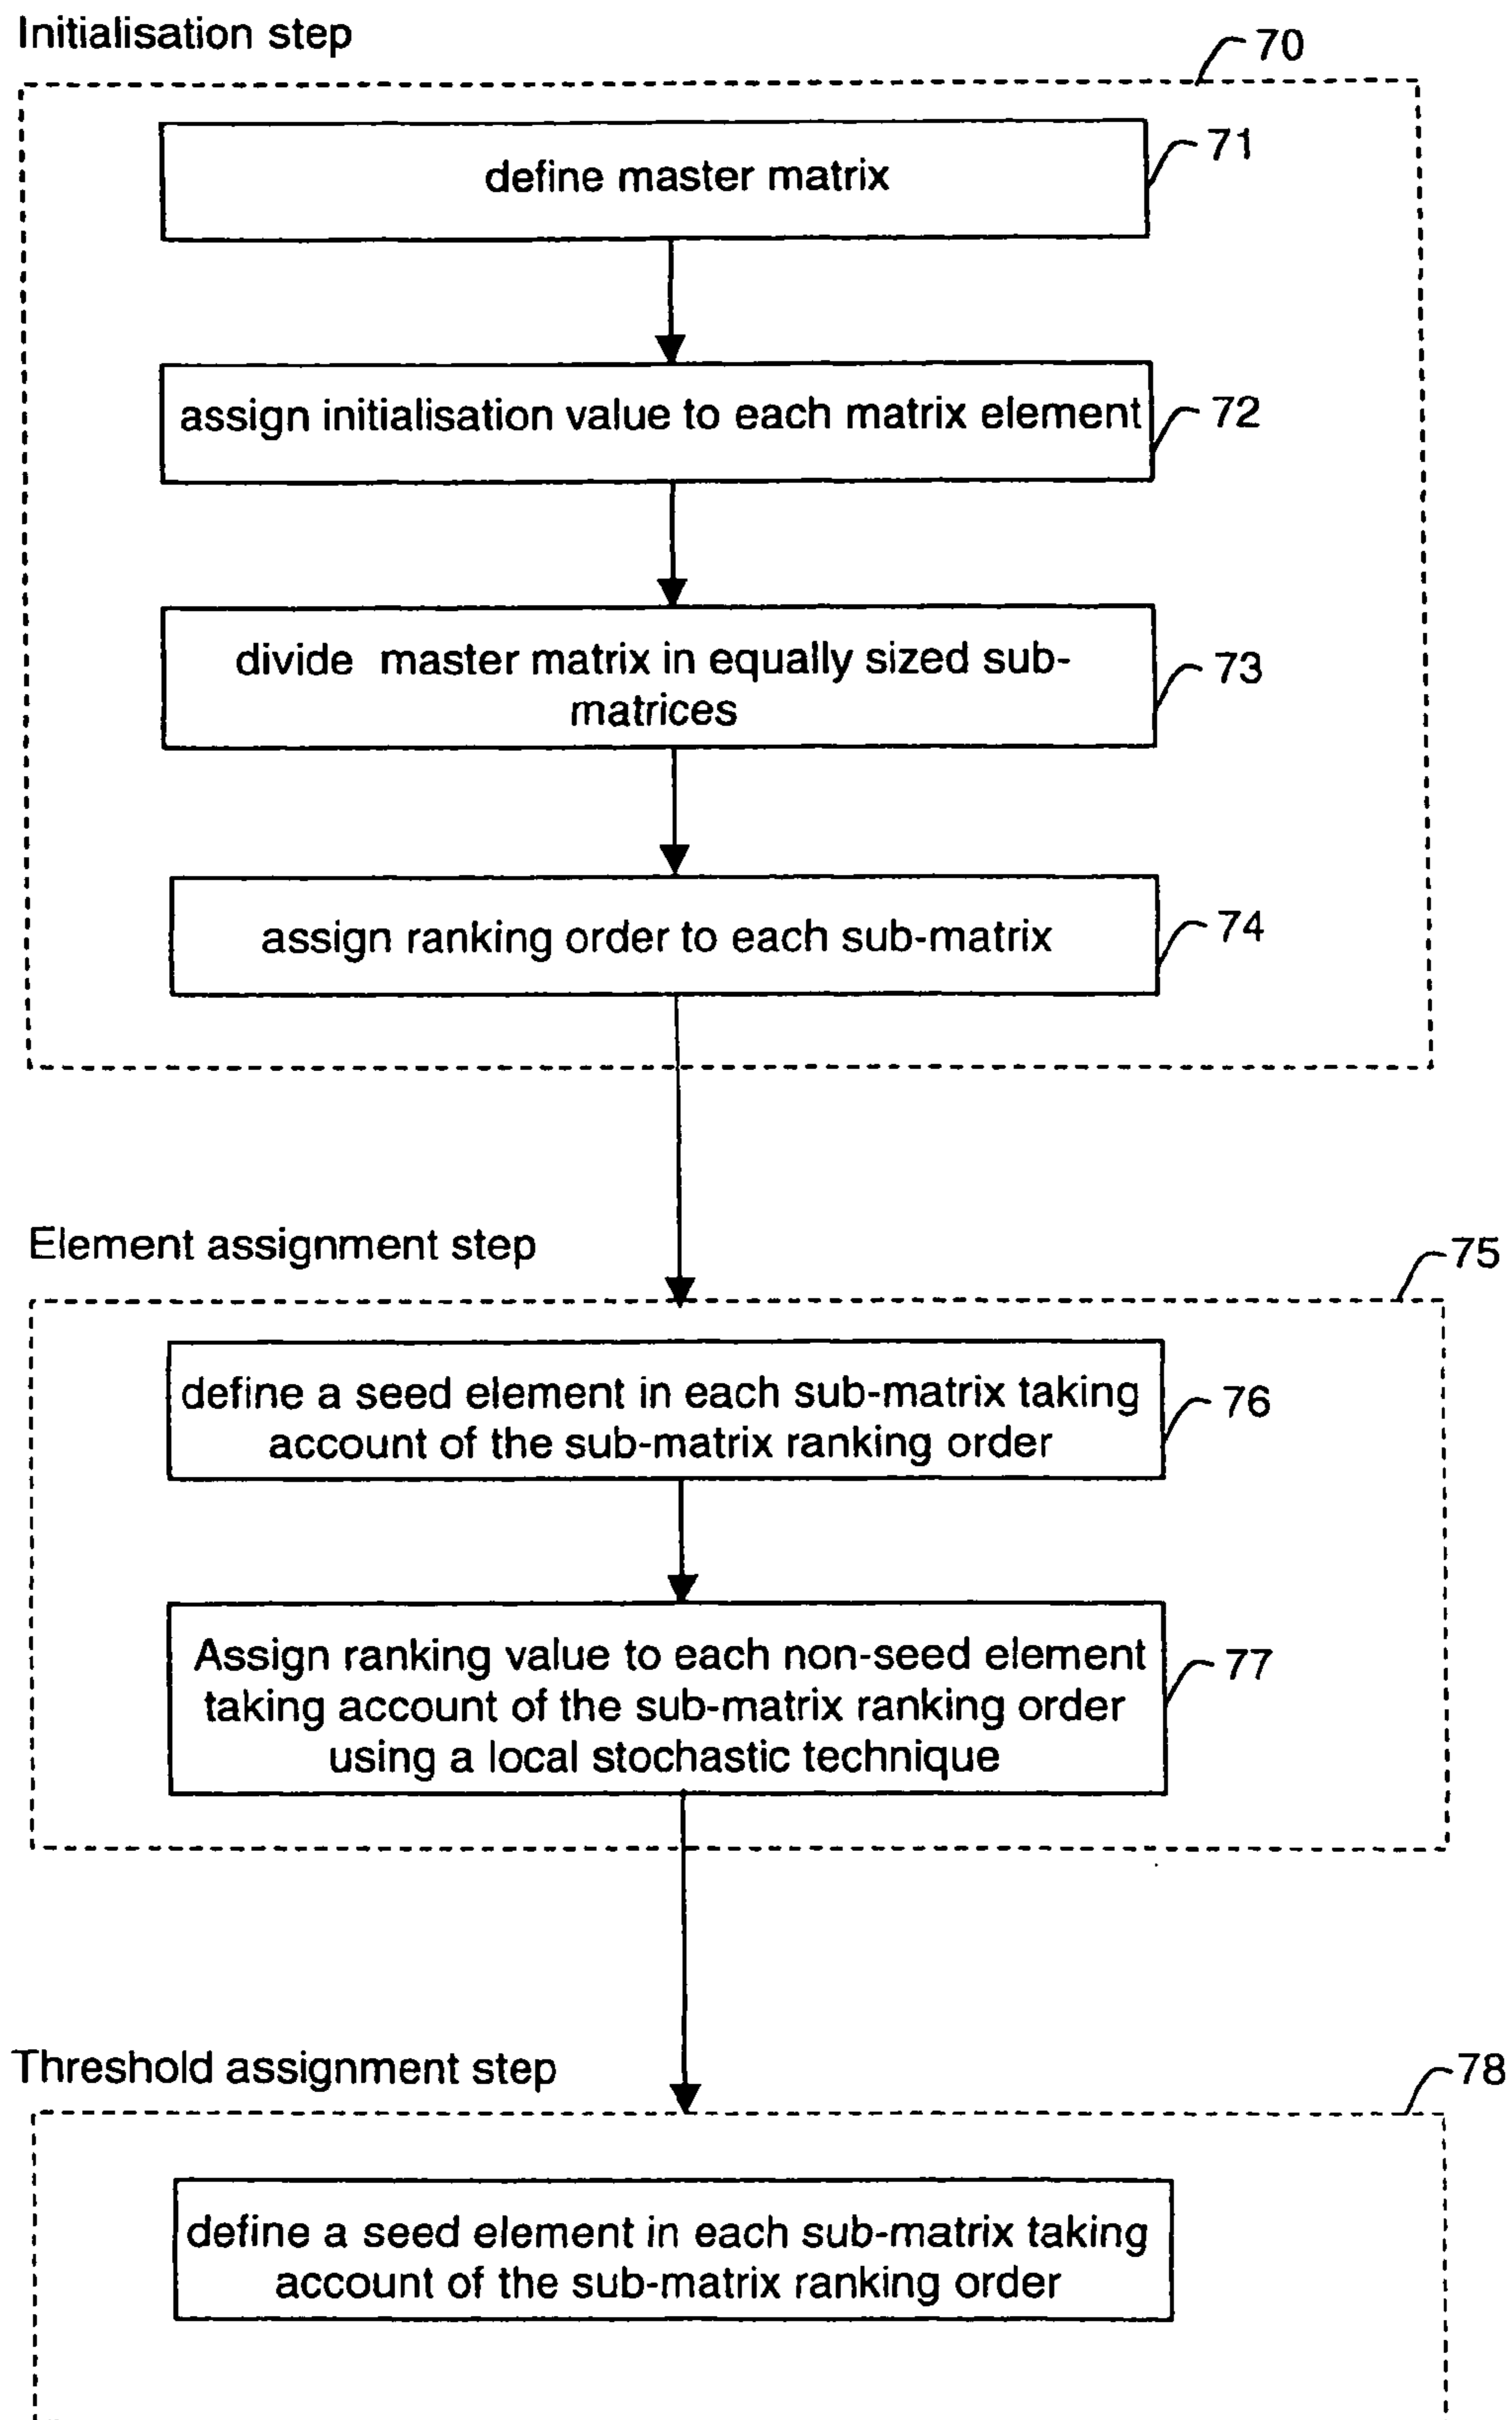 Initialisation step
70
define master matrix
71
assign initialisation value to each matrix element
72
divide master matrix in equally sized sub-
matrices
73
assign ranking order to each sub-matrix
74
Element assignment step
75
define a seed element in each sub-matrix taking
account of the sub-matrix ranking order
76
Assign ranking value to each non-seed element
taking account of the sub-matrix ranking order
using a local stochastic technique
77
Threshold assignment step
78
define a seed element in each sub-matrix taking
account of the sub-matrix ranking order